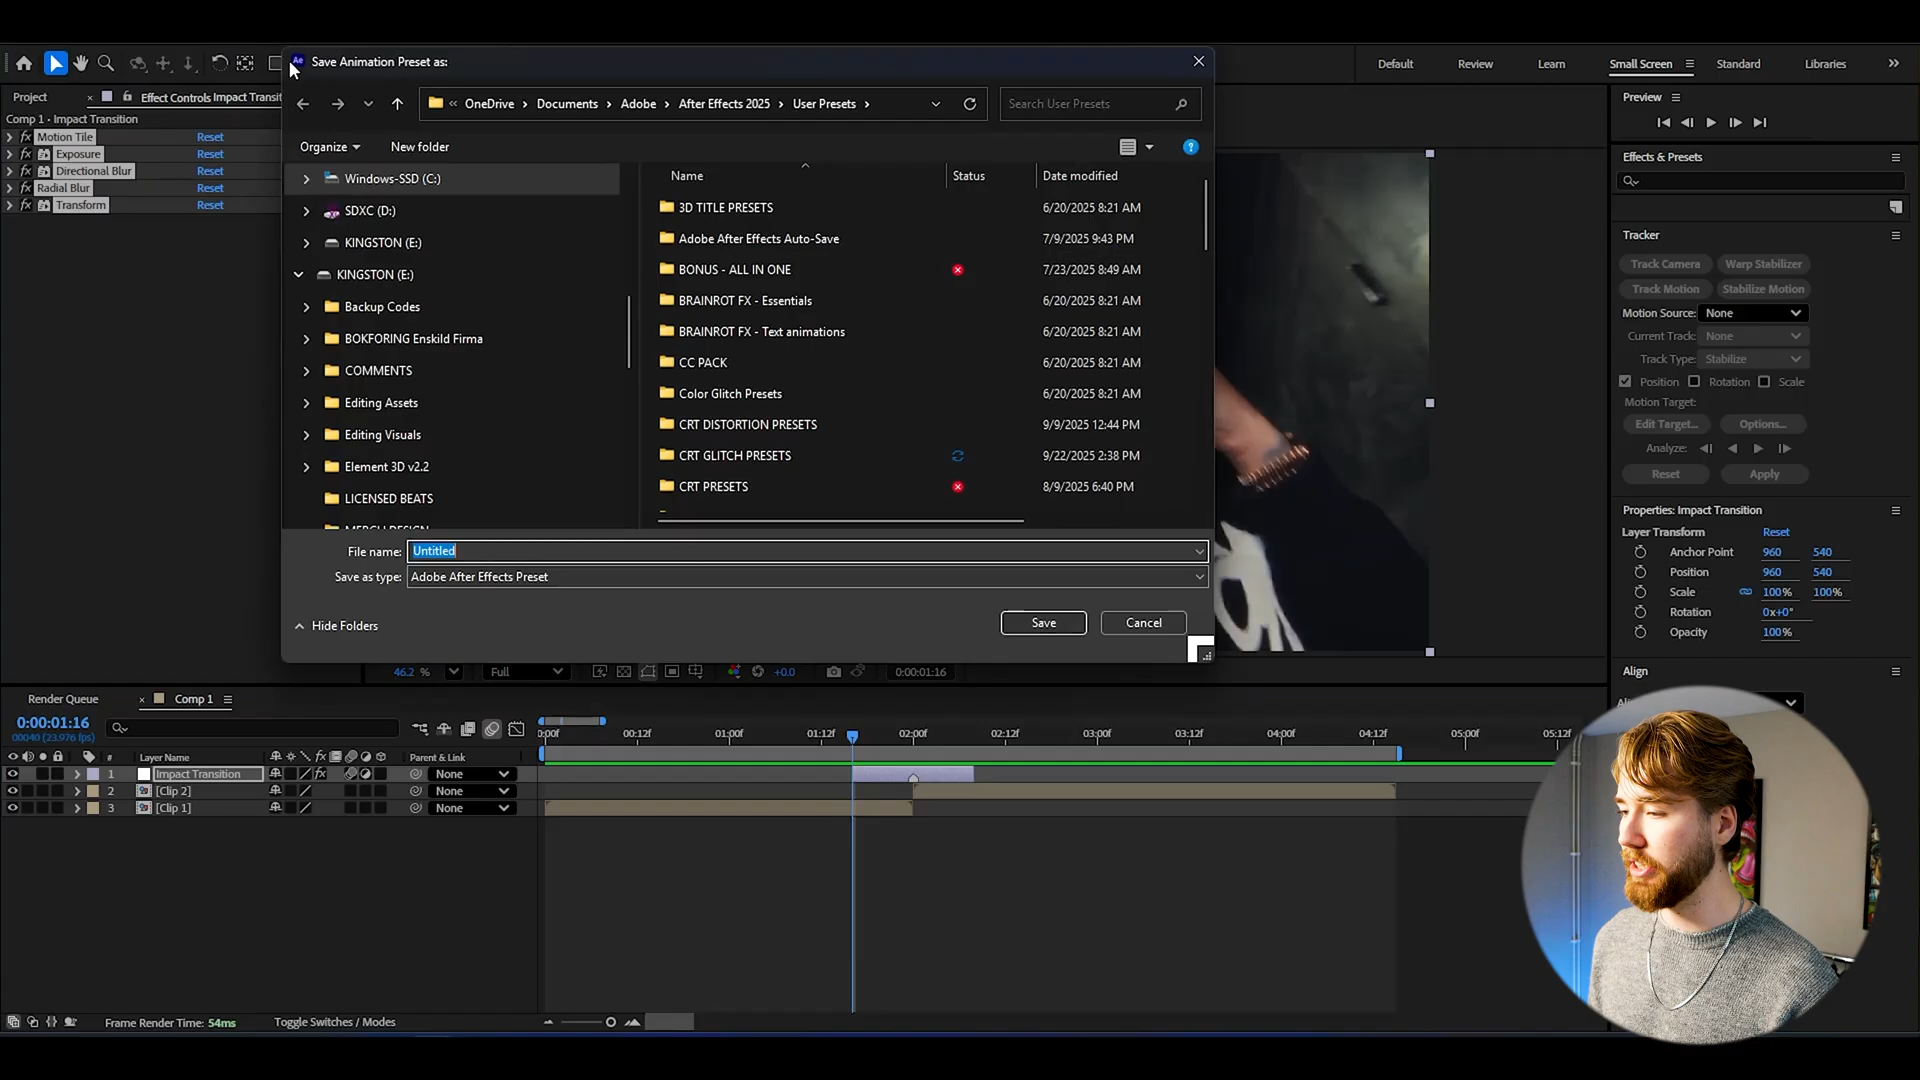 Save Animation Preset as:
Default
Review
Learn
Small Screen
Standard
Libraries
Project
Effect Controls Impact Transit
Comp 1 · Impact Transition
fx Motion Tile Reset
fx Exposure Reset
fx Directional Blur Reset
fx Radial Blur Reset
fx Transform Reset
OneDrive › Documents › Adobe › After Effects 2025 › User Presets ›
Search User Presets
Organize
New folder
Windows-SSD (C:)
SDXC (D:)
KINGSTON (E:)
KINGSTON (E:)
Backup Codes
BOKFORING Enskild Firma
COMMENTS
Editing Assets
Editing Visuals
Element 3D v2.2
LICENSED BEATS
MERCH DESIGN
Name Status Date modified
3D TITLE PRESETS 6/20/2025 8:21 AM
Adobe After Effects Auto-Save 7/9/2025 9:43 PM
BONUS - ALL IN ONE 7/23/2025 8:49 AM
BRAINROT FX - Essentials 6/20/2025 8:21 AM
BRAINROT FX - Text animations 6/20/2025 8:21 AM
CC PACK 6/20/2025 8:21 AM
Color Glitch Presets 6/20/2025 8:21 AM
CRT DISTORTION PRESETS 9/9/2025 12:44 PM
CRT GLITCH PRESETS 9/22/2025 2:38 PM
CRT PRESETS 8/9/2025 6:40 PM
File name: Untitled
Save as type: Adobe After Effects Preset
Hide Folders
Save
Cancel
46.2 %
Full
+0.0
0:00:01:16
Preview
Effects & Presets
Tracker
Track Camera Warp Stabilizer
Track Motion Stabilize Motion
Motion Source: None
Current Track: None
Track Type: Stabilize
Position Rotation Scale
Motion Target:
Edit Target... Options...
Analyze:
Reset Apply
Properties: Impact Transition
Layer Transform Reset
Anchor Point 960 540
Position 960 540
Scale 100% 100%
Rotation 0x+0°
Opacity 100%
Align
Render Queue
Comp 1
0:00:01:16
00040 (23.976 fps)
# Layer Name fx Parent & Link
1 Impact Transition fx None
2 [Clip 2] None
3 [Clip 1] None
0:00f 00:12f 01:00f 01:12f 02:00f 02:12f 03:00f 03:12f 04:00f 04:12f 05:00f 05:12f
Frame Render Time: 54ms
Toggle Switches / Modes